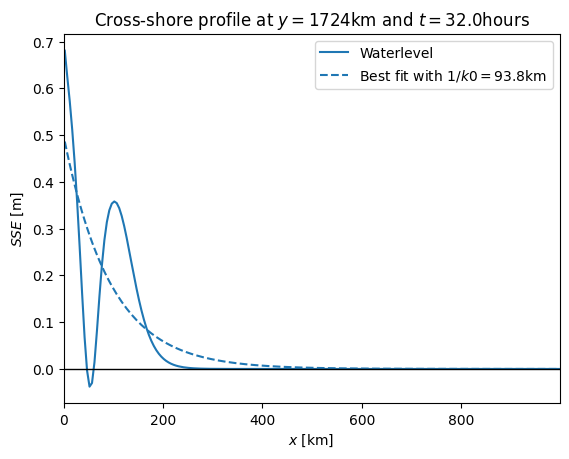 Cross-shore profile at y = 1724km and t = 32.0hours
Waterlevel
Best fit with 1/k0 = 93.8km
0.7
0.6
0.5
0.4
0.3
0.2
0.1
0.0
SSE [m]
0 200 400 600 800
x [km]